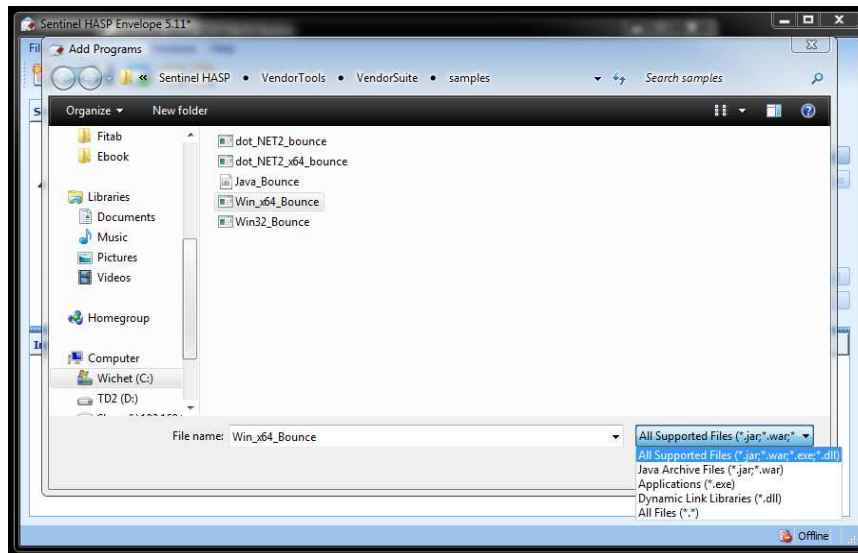 Sentinel HASP Envelope 5.11*
Add Programs
« Sentinel HASP • VendorTools • VendorSuite • samples
Search samples
Organize
New folder
Fitab
Ebook
Libraries
Documents
Music
Pictures
Videos
Homegroup
Computer
Wichet (C:)
TD2 (D:)
dot_NET2_bounce
dot_NET2_x64_bounce
Java_Bounce
Win_x64_Bounce
Win32_Bounce
File name: Win_x64_Bounce
All Supported Files (*.jar;*.war;*
All Supported Files (*.jar;*.war;*.exe;*.dll)
Java Archive Files (*.jar;*.war)
Applications (*.exe)
Dynamic Link Libraries (*.dll)
All Files (*.*)
Offline